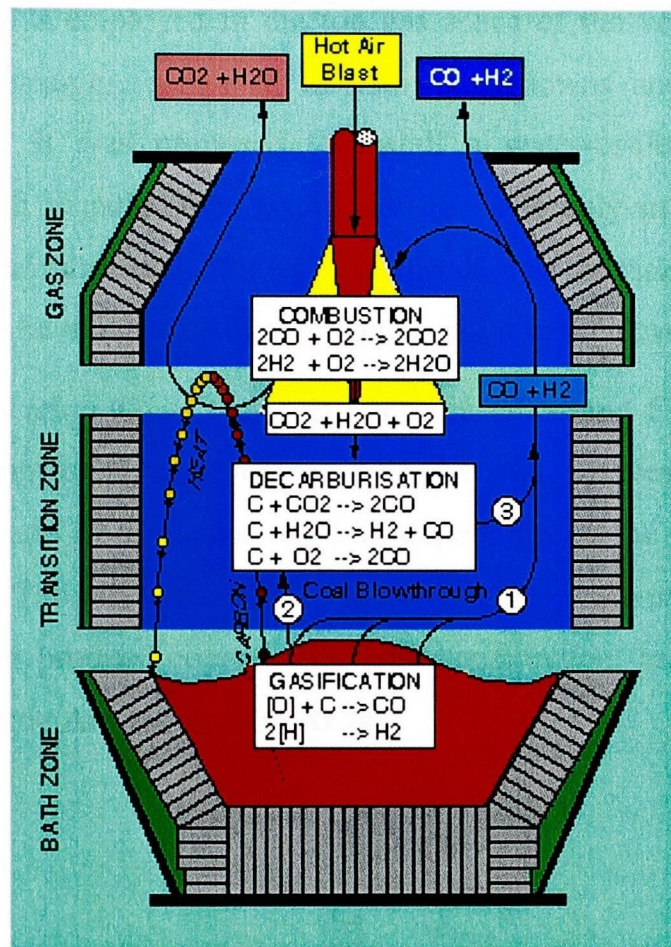 CO2 + H2O
Hot Air
Blast
CO + H2
GAS ZONE
COMBUSTION
2CO + O2 --> 2CO2
2H2 + O2 --> 2H2O
CO + H2
CO2 + H2O + O2
TRANSITION ZONE
HEAT
DECARBURISATION
C + CO2 --> 2CO
C + H2O --> H2 + CO
C + O2 --> 2CO
3
CARBON
2
Coal Blowthrough
1
GASIFICATION
[O] + C --> CO
2[H] --> H2
BATH ZONE